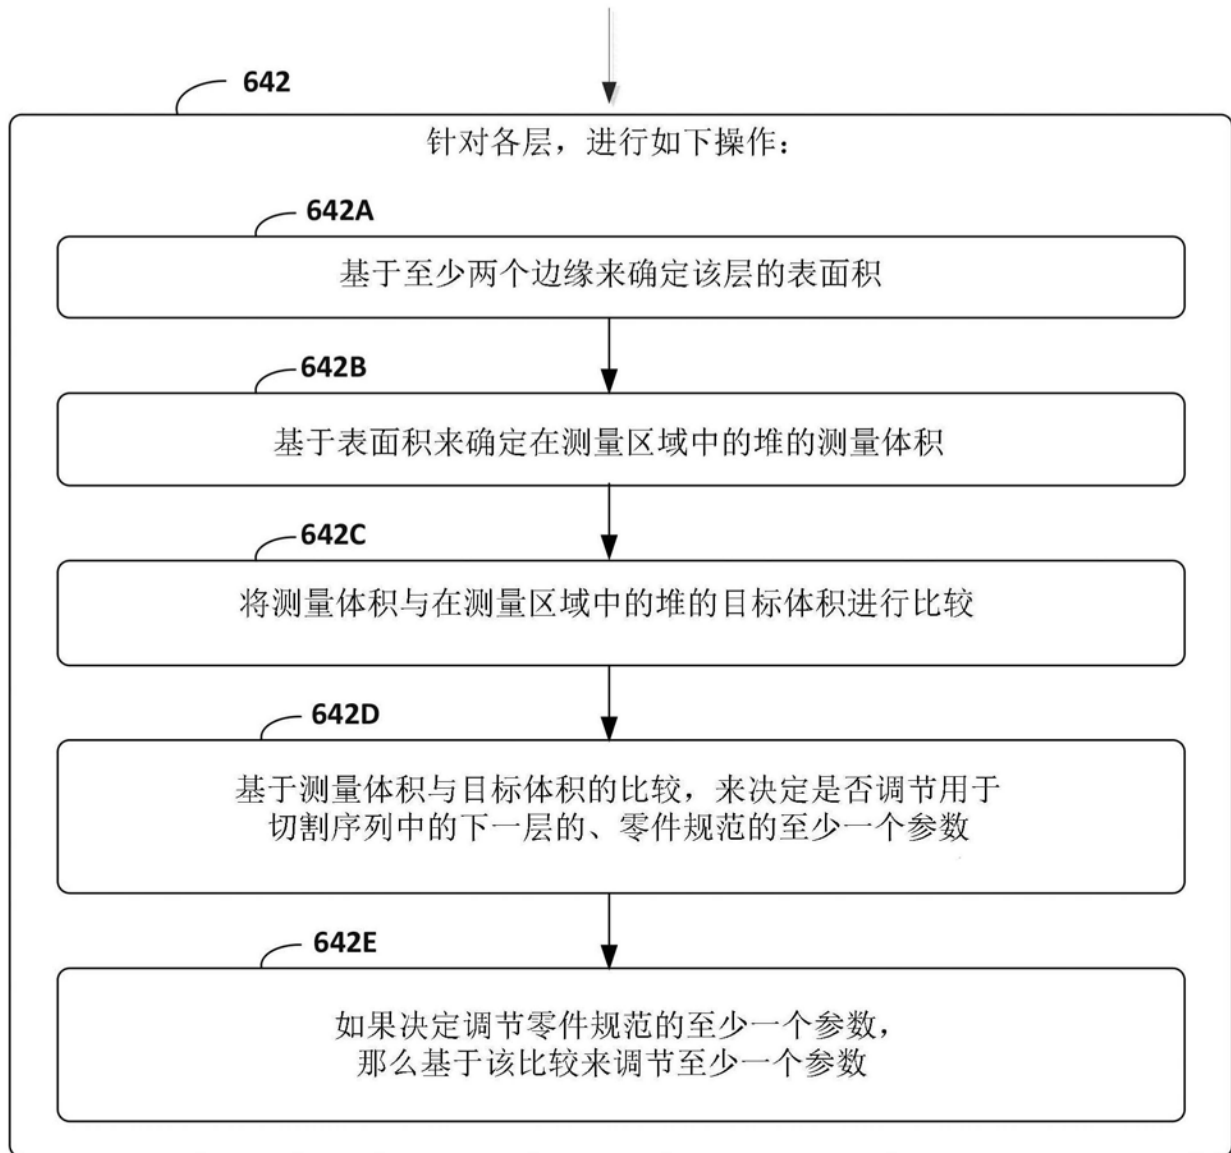 642
针对各层，进行如下操作：
642A
基于至少两个边缘来确定该层的表面积
642B
基于表面积来确定在测量区域中的堆的测量体积
642C
将测量体积与在测量区域中的堆的目标体积进行比较
642D
基于测量体积与目标体积的比较，来决定是否调节用于
切割序列中的下一层的、零件规范的至少一个参数
642E
如果决定调节零件规范的至少一个参数，
那么基于该比较来调节至少一个参数